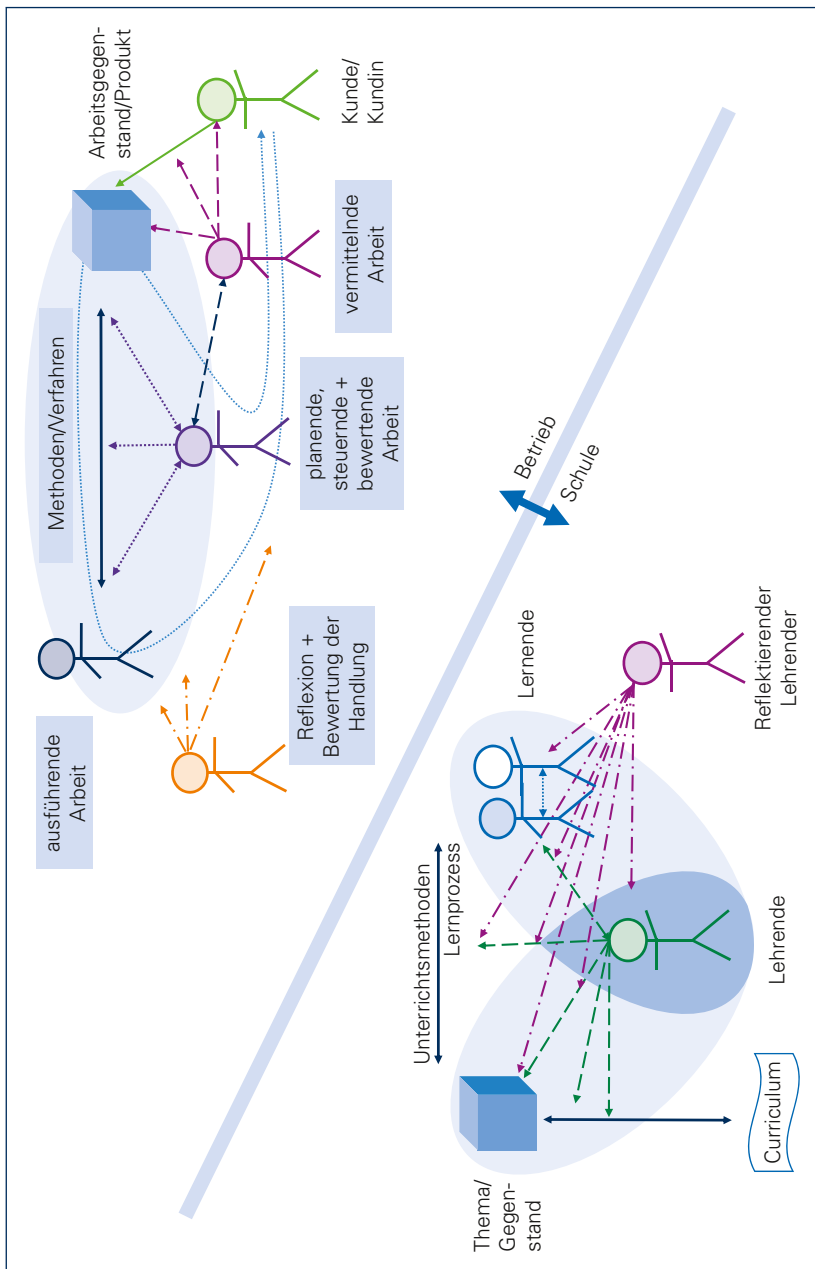 ausführende
Arbeit
Methoden/Verfahren
Arbeitsgegen-
stand/Produkt
Reflexion +
Bewertung der
Handlung
planende,
steuernde +
bewertende
Arbeit
vermittelnde
Arbeit
Kunde/
Kundin
Betrieb
Schule
Thema/
Gegen-
stand
Unterrichtsmethoden
Lernprozess
Lernende
Curriculum
Lehrende
Reflektierender
Lehrender